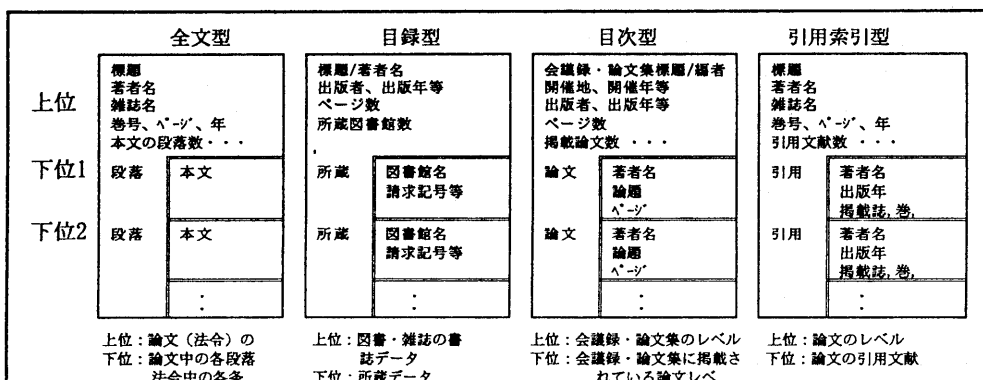 全文型
標題
著者名
雑誌名
巻号、ページ、年
本文の段落数・・・
段落 本文
段落 本文
:
上位：論文（法令）の
下位：論文中の各段落
法令中の各条
目録型
標題/著者名
出版者、出版年等
ページ数
所蔵図書館数
所蔵 図書館名
請求記号等
所蔵 図書館名
請求記号等
:
上位：図書・雑誌の書
誌データ
下位：所蔵データ
目次型
会議録・論文集標題/編者
開催地、開催年等
出版者、出版年等
ページ数
掲載論文数 ・・・
論文 著者名
論題
ページ
論文 著者名
論題
ページ
:
上位：会議録・論文集のレベル
下位：会議録・論文集に掲載さ
れている論文レベ
引用索引型
標題
著者名
雑誌名
巻号、ページ、年
引用文献数 ・・・
引用 著者名
出版年
掲載誌,巻,
引用 著者名
出版年
掲載誌,巻,
:
上位：論文のレベル
下位：論文の引用文献
上位
下位1
下位2